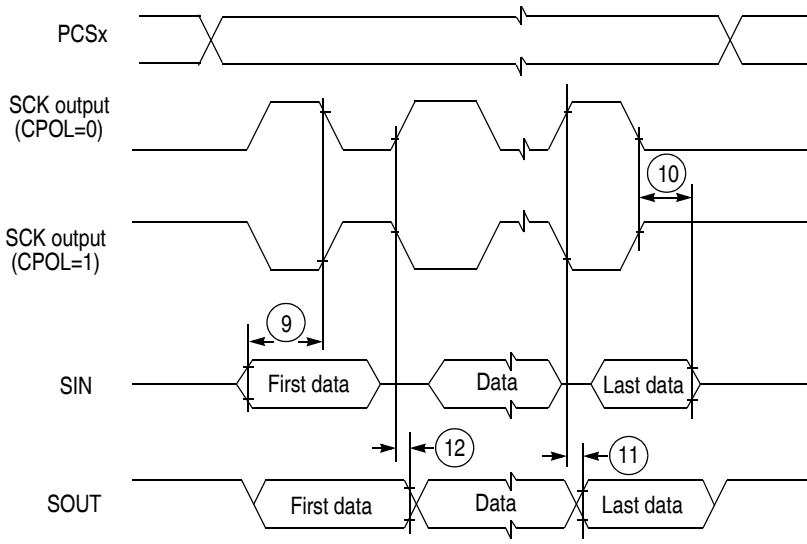 PCSx
SCK output
(CPOL=0)
10
SCK output
(CPOL=1)
9
SIN
First data
Data
Last data
12
11
SOUT
First data
Data
Last data